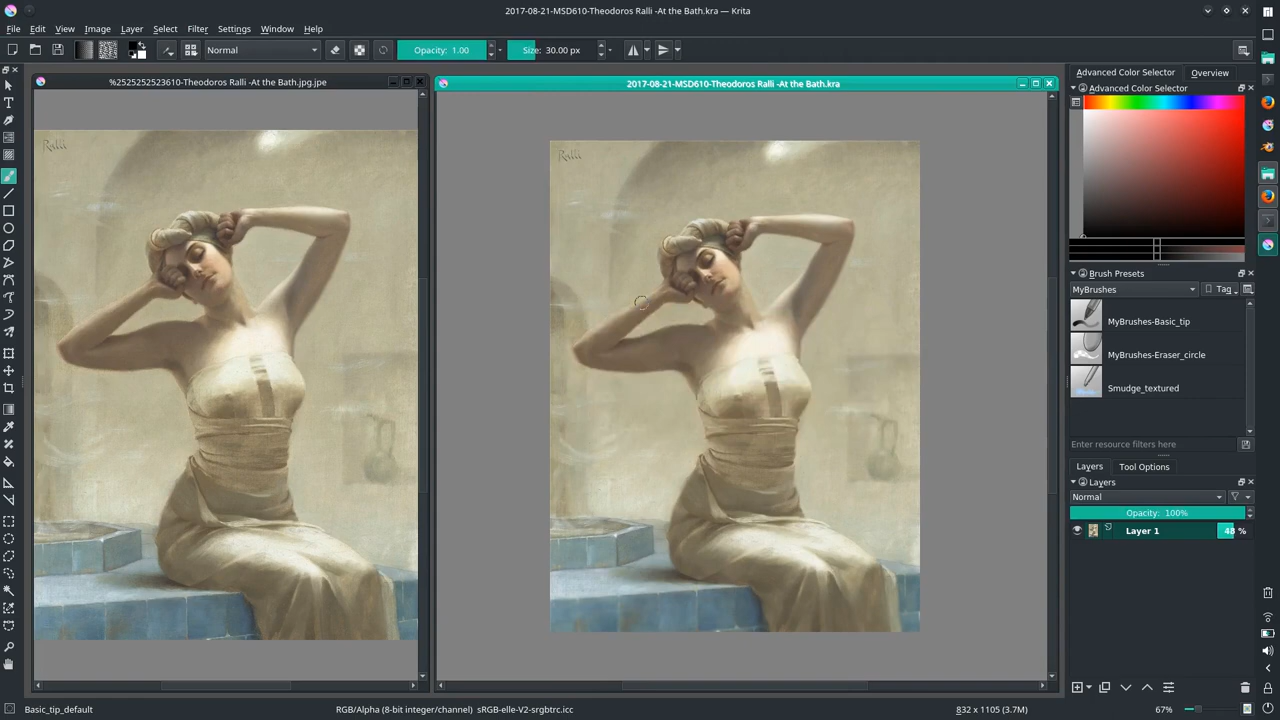 2017-08-21-MSD610-Theodoros Ralli -At the Bath.kra — Krita
File Edit View Image Layer Select Filter Settings Window Help
Normal Opacity: 1.00 Size: 30.00 px
%2525252523610-Theodoros Ralli -At the Bath.jpg.jpe
2017-08-21-MSD610-Theodoros Ralli -At the Bath.kra
Ralli
Ralli
Advanced Color Selector Overview
Advanced Color Selector
Brush Presets
MyBrushes Tag
MyBrushes-Basic_tip
MyBrushes-Eraser_circle
Smudge_textured
Enter resource filters here
Layers Tool Options
Layers
Normal
Opacity: 100%
Layer 1 48 %
Basic_tip_default RGB/Alpha (8-bit integer/channel) sRGB-elle-V2-srgbtrc.icc 832 x 1105 (3.7M) 67%